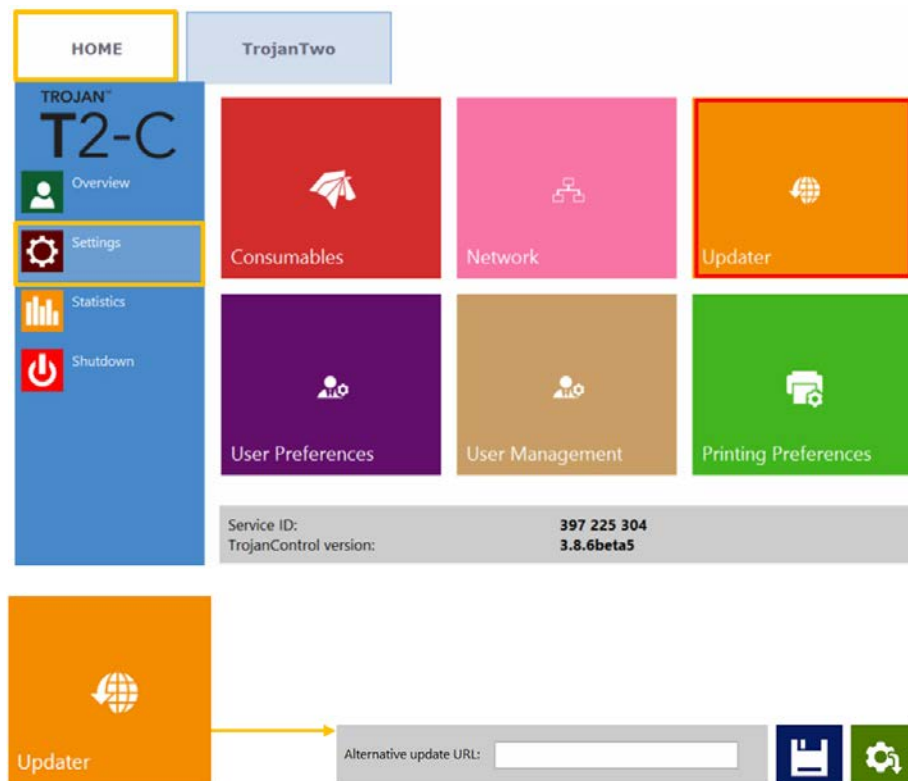 HOME
TrojanTwo
TROJAN™
T2-C
Overview
Settings
Statistics
Shutdown
Consumables
Network
Updater
User Preferences
User Management
Printing Preferences
Service ID: 397 225 304
TrojanControl version: 3.8.6beta5
Updater
Alternative update URL: